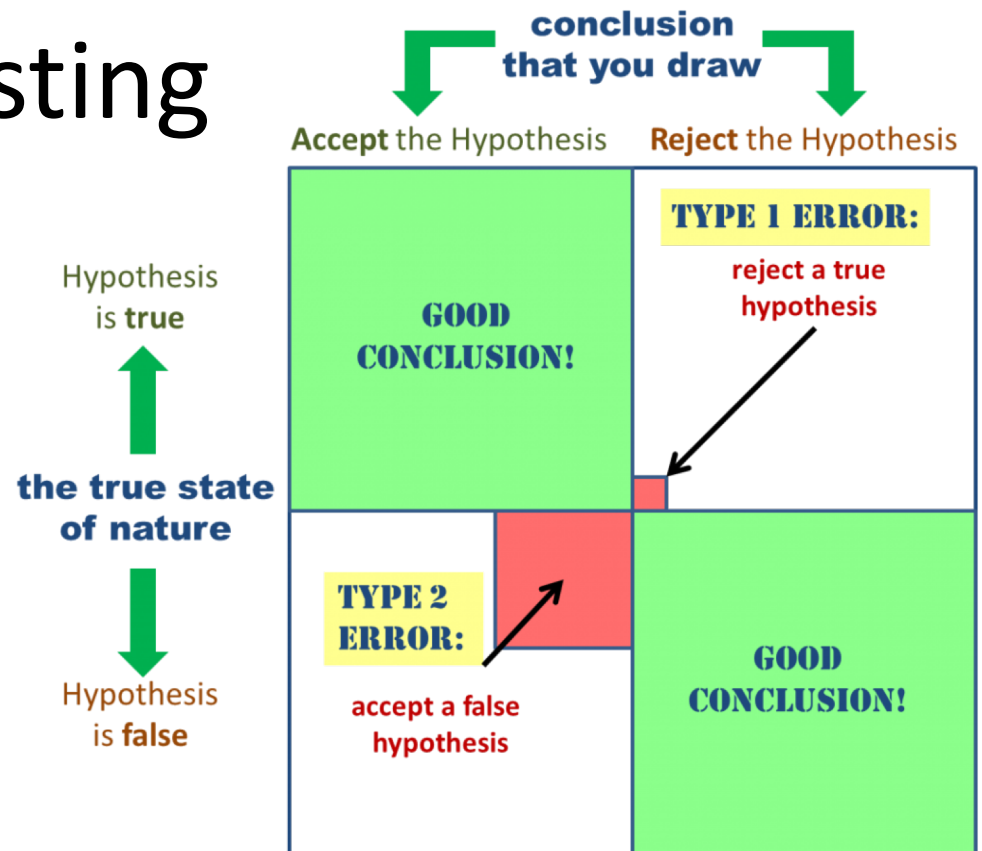 sting
conclusion
that you draw
Accept the Hypothesis
Reject the Hypothesis
TYPE 1 ERROR:
reject a true
hypothesis
Hypothesis
is true
GOOD
CONCLUSION!
the true state
of nature
TYPE 2
ERROR:
accept a false
hypothesis
Hypothesis
is false
GOOD
CONCLUSION!